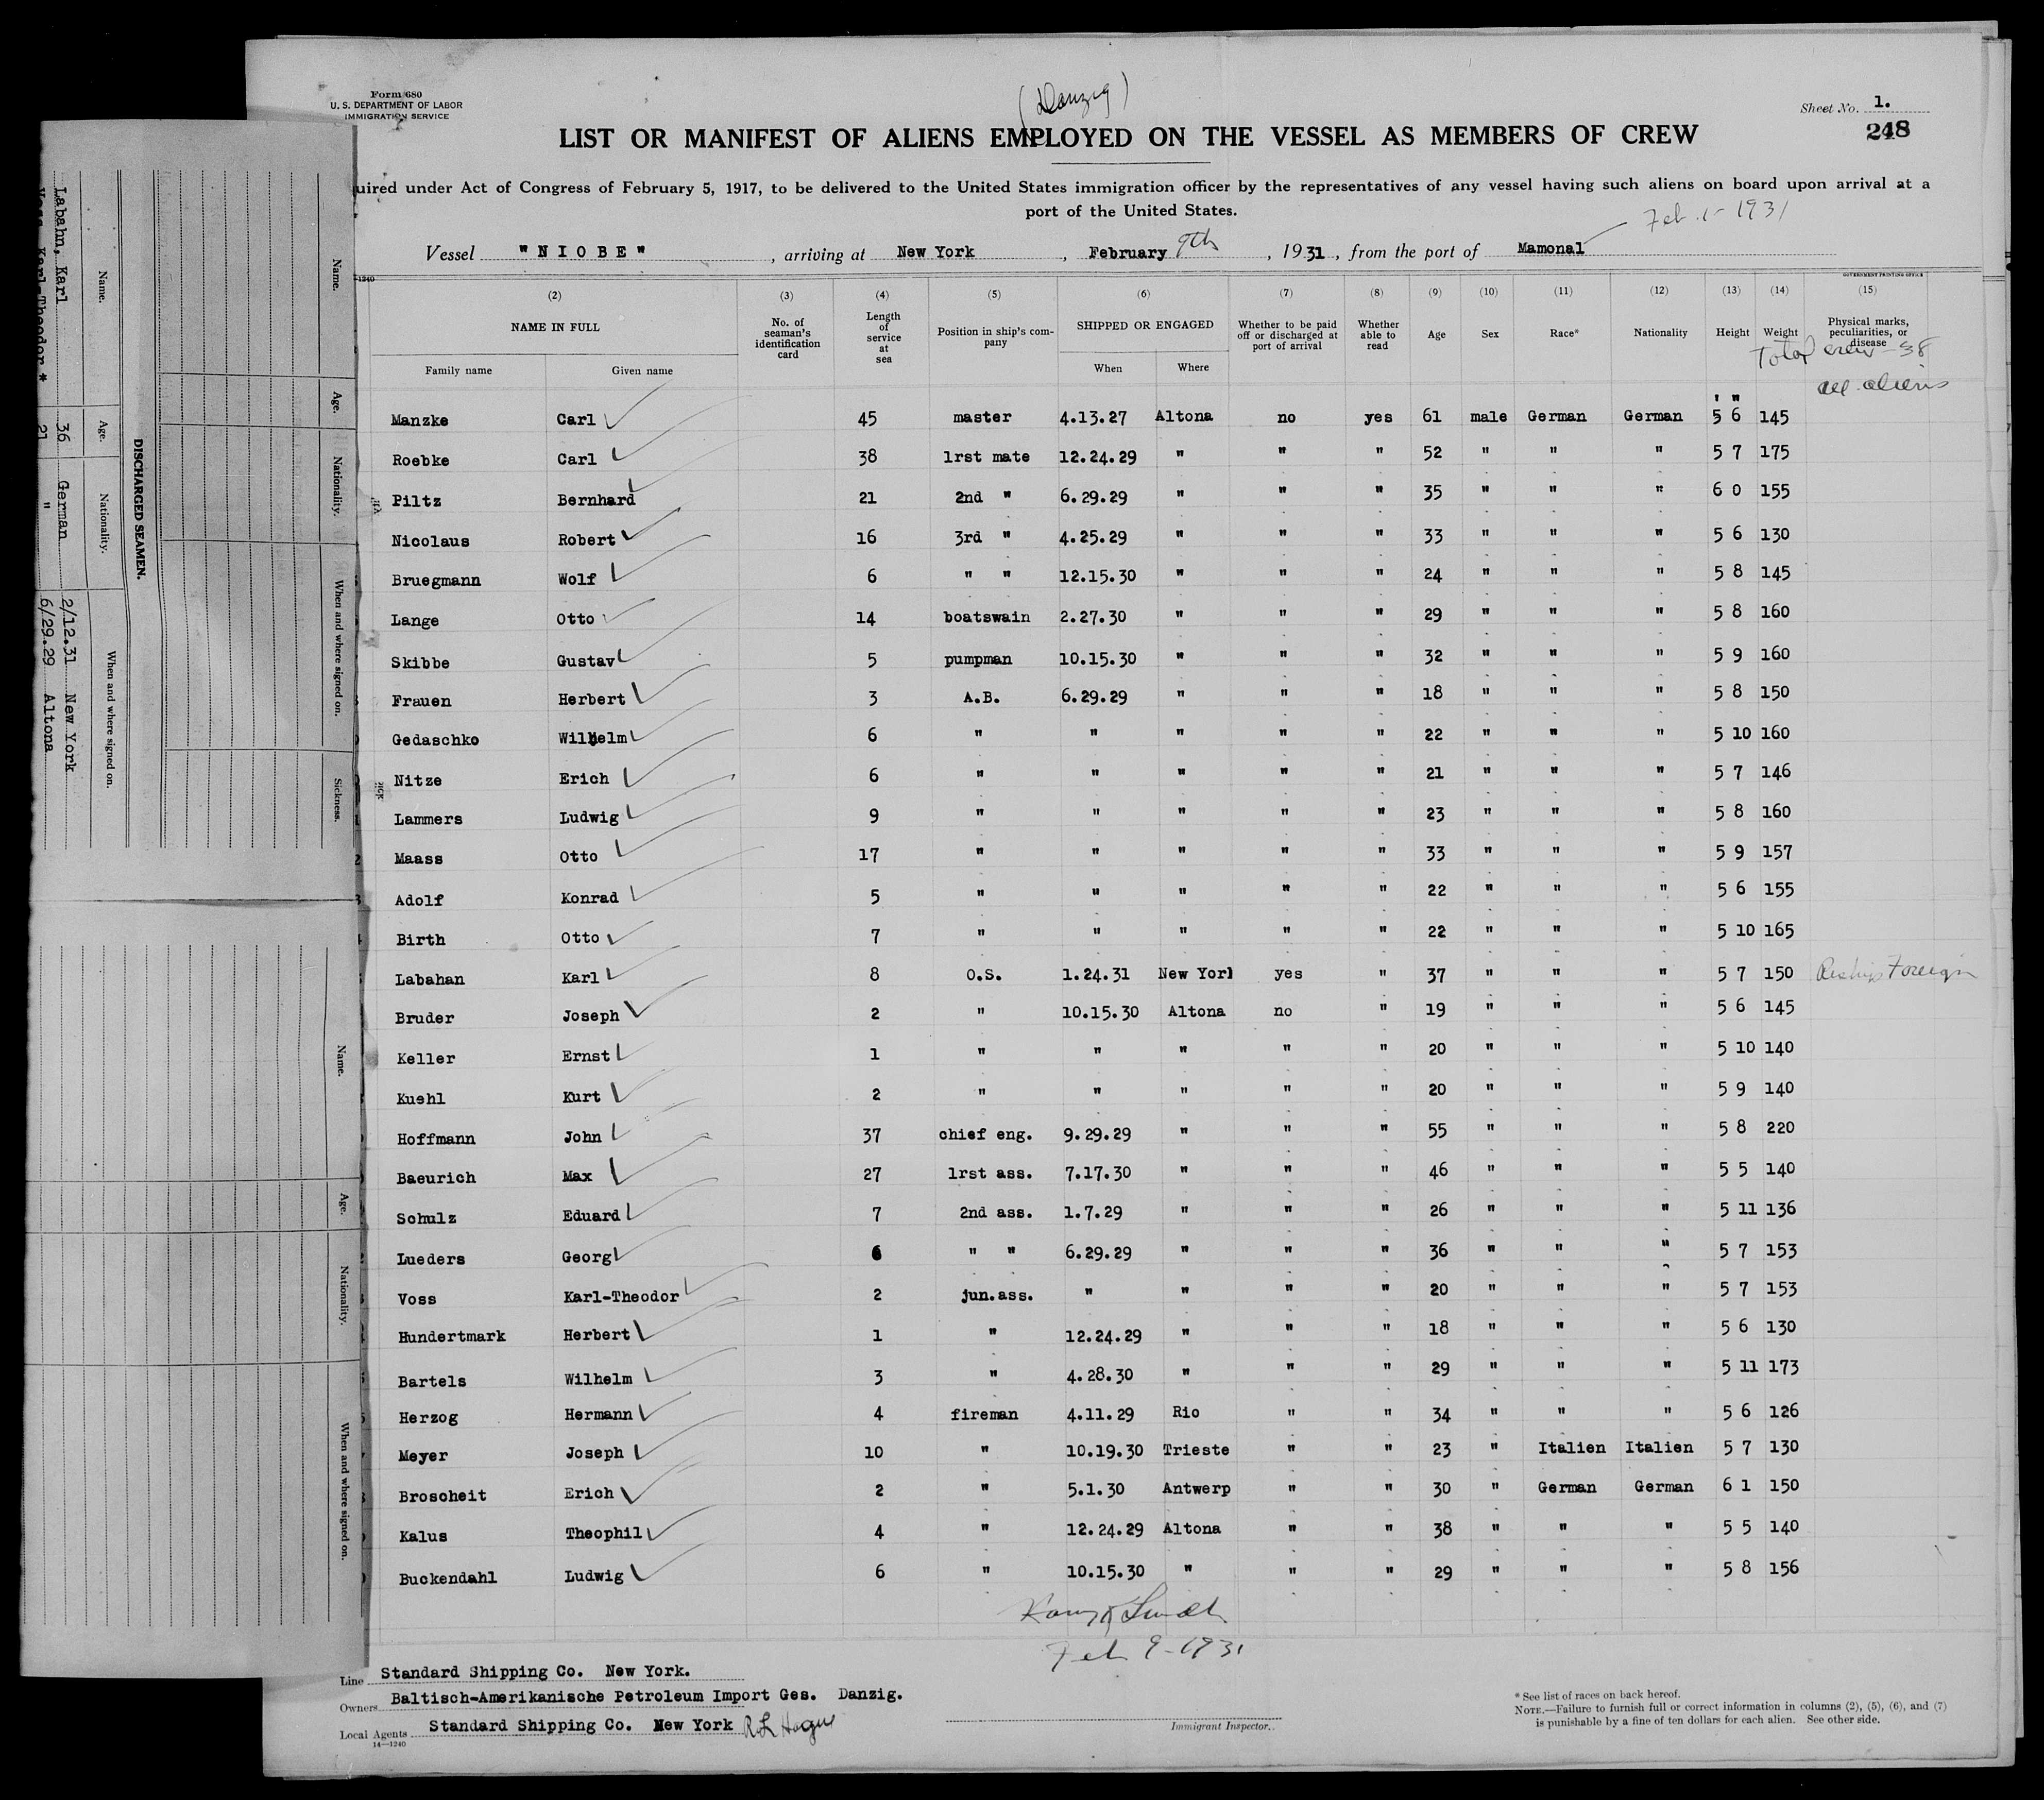 (Danzig)
Form 680
U. S. DEPARTMENT OF LABOR
IMMIGRATION SERVICE
Sheet No. 1.
248
LIST OR MANIFEST OF ALIENS EMPLOYED ON THE VESSEL AS MEMBERS OF CREW
uired under Act of Congress of February 5, 1917, to be delivered to the United States immigration officer by the representatives of any vessel having such aliens on board upon arrival at a
port of the United States.
Vessel "NIOBE", arriving at New York, February 9th, 1931, from the port of Mamonal
(2) (3) (4) (5) (6) (7) (8) (9) (10) (11) (12) (13) (14) (15)
NAME IN FULL No. of seaman's identification card Length of service at sea Position in ship's company SHIPPED OR ENGAGED Whether to be paid off or discharged at port of arrival Whether able to read Age Sex Race* Nationality Height Weight Physical marks, peculiarities, or disease
Family name Given name When Where
Total crew - 38
all aliens
Manzke Carl 45 master 4.13.27 Altona no yes 61 male German German 5 6 145
Roebke Carl 38 1rst mate 12.24.29 " " " 52 " " " 5 7 175
Piltz Bernhard 21 2nd " 6.29.29 " " " 35 " " " 6 0 155
Nicolaus Robert 16 3rd " 4.25.29 " " " 33 " " " 5 6 130
Bruegmann Wolf 6 " " 12.15.30 " " " 24 " " " 5 8 145
Lange Otto 14 boatswain 2.27.30 " " " 29 " " " 5 8 160
Skibbe Gustav 5 pumpman 10.15.30 " " " 32 " " " 5 9 160
Frauen Herbert 3 A.B. 6.29.29 " " " 18 " " " 5 8 150
Gedaschko Wilhelm 6 " " " " " 22 " " " 5 10 160
Nitze Erich 6 " " " " " 21 " " " 5 7 146
Lammers Ludwig 9 " " " " " 23 " " " 5 8 160
Maass Otto 17 " " " " " 33 " " " 5 9 157
Adolf Konrad 5 " " " " " 22 " " " 5 6 155
Birth Otto 7 " " " " " 22 " " " 5 10 165
Labahan Karl 8 O.S. 1.24.31 New Yorl yes " 37 " " " 5 7 150 Reship Foreign
Bruder Joseph 2 " 10.15.30 Altona no " 19 " " " 5 6 145
Keller Ernst 1 " " " " " 20 " " " 5 10 140
Kuehl Kurt 2 " " " " " 20 " " " 5 9 140
Hoffmann John 37 chief eng. 9.29.29 " " " 55 " " " 5 8 220
Baeurich Max 27 1rst ass. 7.17.30 " " " 46 " " " 5 5 140
Schulz Eduard 7 2nd ass. 1.7.29 " " " 26 " " " 5 11 136
Lueders Georg 6 " " 6.29.29 " " " 36 " " " 5 7 153
Voss Karl-Theodor 2 jun.ass. " " " " 20 " " " 5 7 153
Hundertmark Herbert 1 " 12.24.29 " " " 18 " " " 5 6 130
Bartels Wilhelm 3 " 4.28.30 " " " 29 " " " 5 11 173
Herzog Hermann 4 fireman 4.11.29 Rio " " 34 " " " 5 6 126
Meyer Joseph 10 " 10.19.30 Trieste " " 23 " Italien Italien 5 7 130
Broscheit Erich 2 " 5.1.30 Antwerp " " 30 " German German 6 1 150
Kalus Theophil 4 " 12.24.29 Altona " " 38 " " " 5 5 140
Buckendahl Ludwig 6 " 10.15.30 " " " 29 " " " 5 8 156
Feb 9-1931
Line Standard Shipping Co. New York.
Owners Baltisch-Amerikanische Petroleum Import Ges. Danzig.
Local Agents Standard Shipping Co. New York R L Hague
14—1240
Immigrant Inspector.
* See list of races on back hereof.
NOTE.—Failure to furnish full or correct information in columns (2), (5), (6), and (7)
is punishable by a fine of ten dollars for each alien. See other side.
DISCHARGED SEAMEN.
Name. Age. Nationality. When and where signed on.
Labahn, Karl 36 German 2/12.31 New York
Voss, Karl-Theodor. * 21 " 6/29.29 Altona
Name. Age. Nationality. When and where signed on. Sickness.
Name. Age. Nationality. When and where signed on.